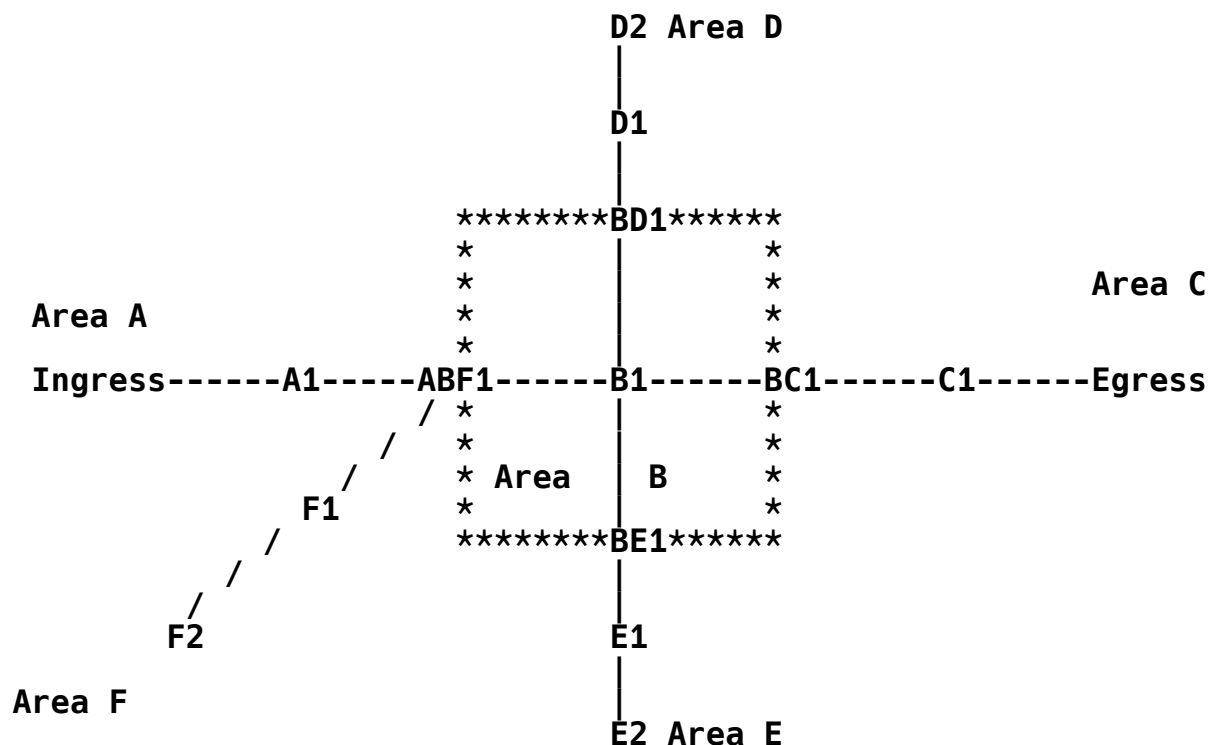 D2 Area D
D1
********BD1******
Area C
Area A
Ingress------A1-----ABF1------B1------BC1------C1------Egress
Area B
F1
********BE1******
F2 E1
Area F
E2 Area E